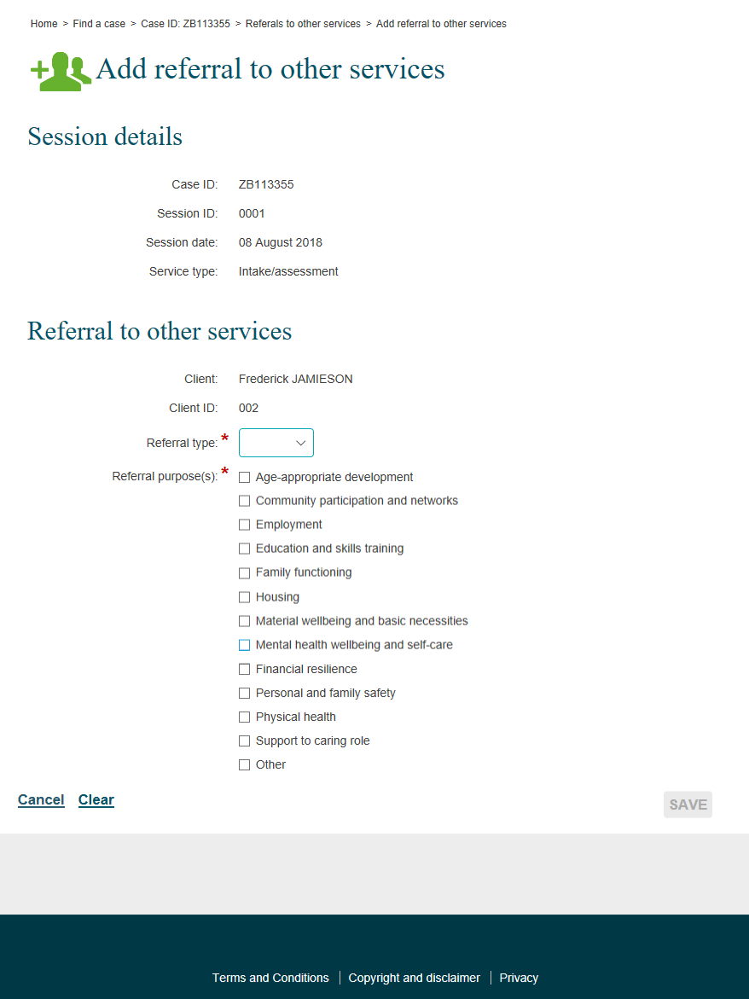 Home > Find a case > Case ID: ZB113355 > Referals to other services > Add referral to other services
Add referral to other services
Session details
Case ID: ZB113355
Session ID: 0001
Session date: 08 August 2018
Service type: Intake/assessment
Referral to other services
Client: Frederick JAMIESON
Client ID: 002
Referral type: *
Referral purpose(s): * Age-appropriate development
Community participation and networks
Employment
Education and skills training
Family functioning
Housing
Material wellbeing and basic necessities
Mental health wellbeing and self-care
Financial resilience
Personal and family safety
Physical health
Support to caring role
Other
Cancel Clear SAVE
Terms and Conditions | Copyright and disclaimer | Privacy